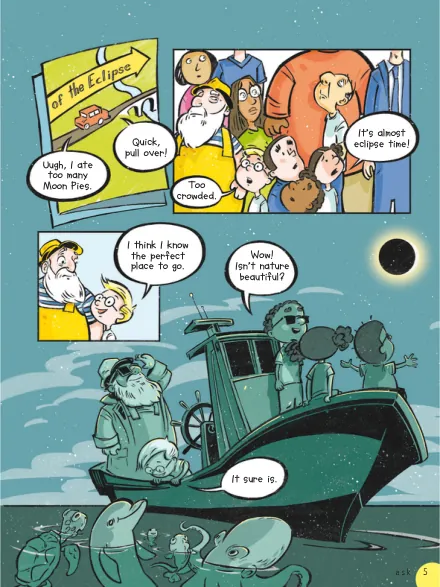 of the Eclipse
Quick,
pull over!
Uugh, I ate
too many
Moon Pies.
It's almost
eclipse time!
Too
crowded.
I think I know
the perfect
place to go.
Wow!
Isn't nature
beautiful?
It sure is.
ask 5